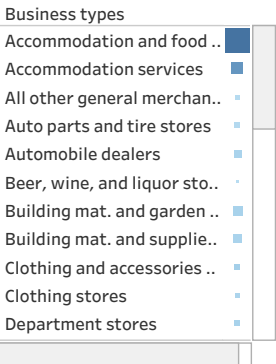 Business types
Accommodation and food ..
Accommodation services
All other general merchan..
Auto parts and tire stores
Automobile dealers
Beer, wine, and liquor sto..
Building mat. and garden ..
Building mat. and supplie..
Clothing and accessories ..
Clothing stores
Department stores